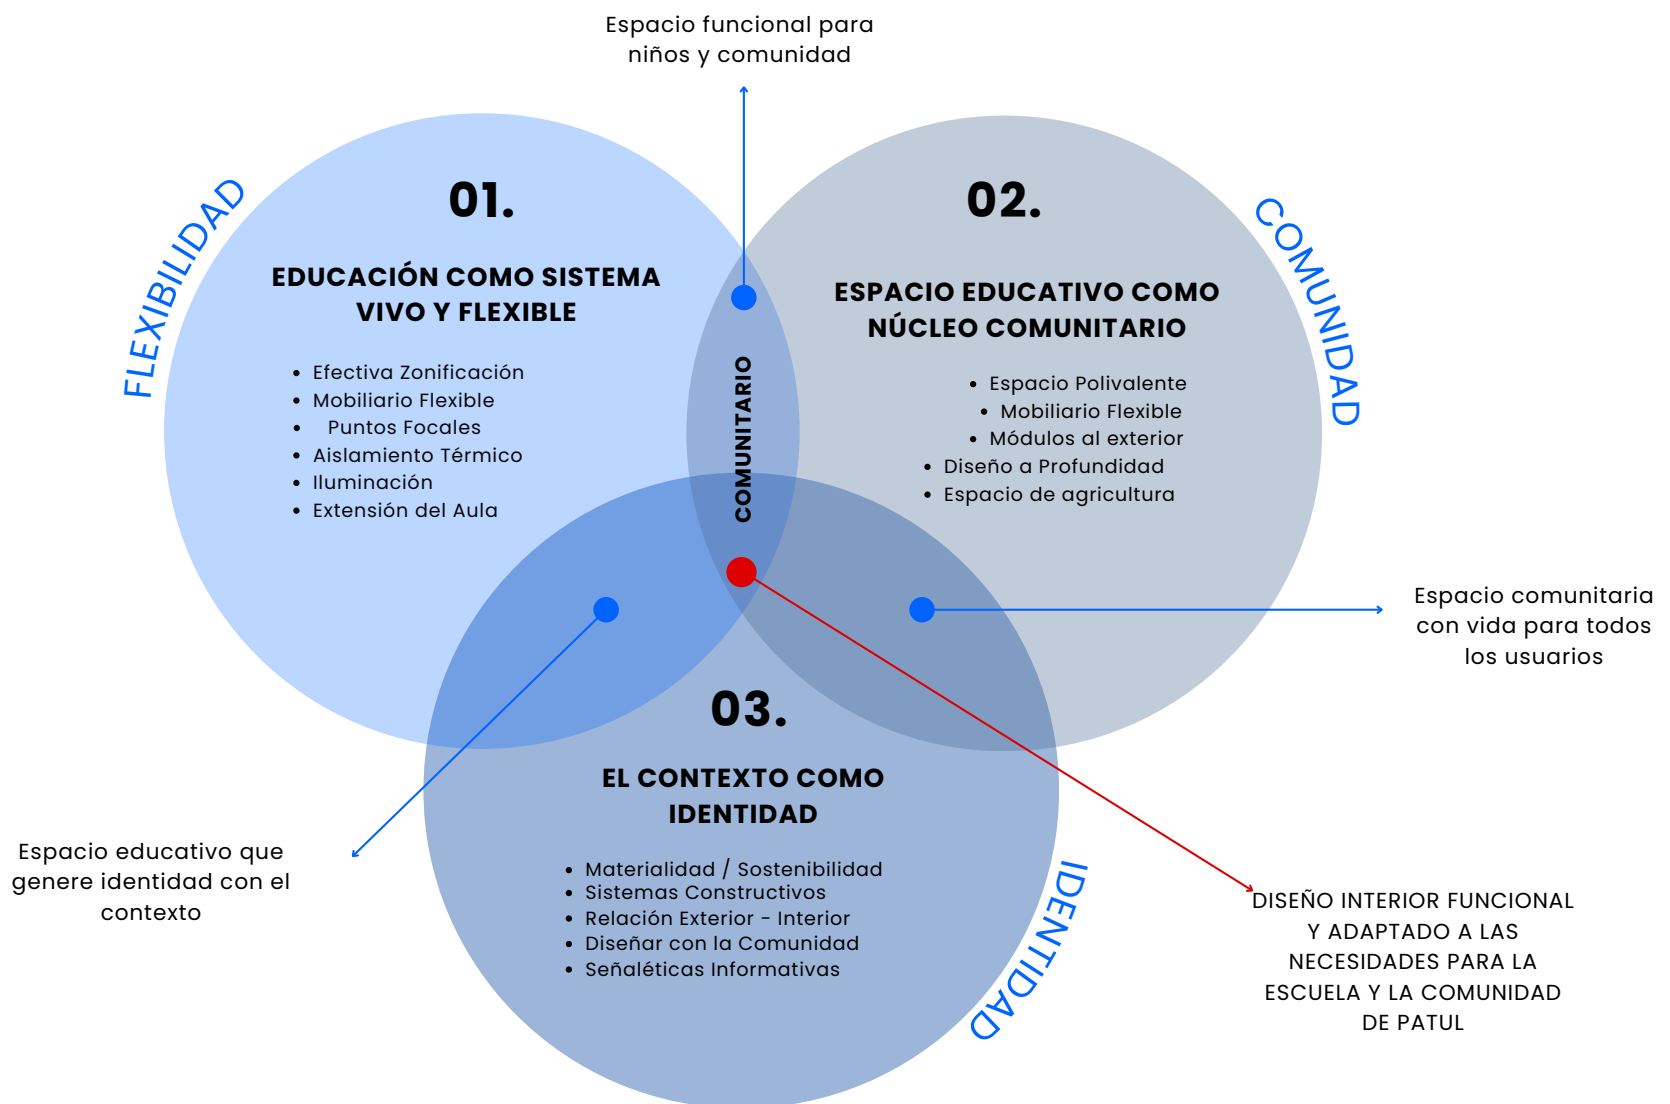 Espacio funcional para
niños y comunidad
FLEXIBILIDAD
01.
EDUCACIÓN COMO SISTEMA
VIVO Y FLEXIBLE
• Efectiva Zonificación
• Mobiliario Flexible
• Puntos Focales
• Aislamiento Térmico
• Iluminación
• Extensión del Aula
COMUNITARIO
COMUNIDAD
02.
ESPACIO EDUCATIVO COMO
NÚCLEO COMUNITARIO
• Espacio Polivalente
• Mobiliario Flexible
• Módulos al exterior
• Diseño a Profundidad
• Espacio de agricultura
Espacio comunitaria
con vida para todos
los usuarios
03.
EL CONTEXTO COMO
IDENTIDAD
• Materialidad / Sostenibilidad
• Sistemas Constructivos
• Relación Exterior - Interior
• Diseñar con la Comunidad
• Señaléticas Informativas
IDENTIDAD
Espacio educativo que
genere identidad con el
contexto
DISEÑO INTERIOR FUNCIONAL
Y ADAPTADO A LAS
NECESIDADES PARA LA
ESCUELA Y LA COMUNIDAD
DE PATUL